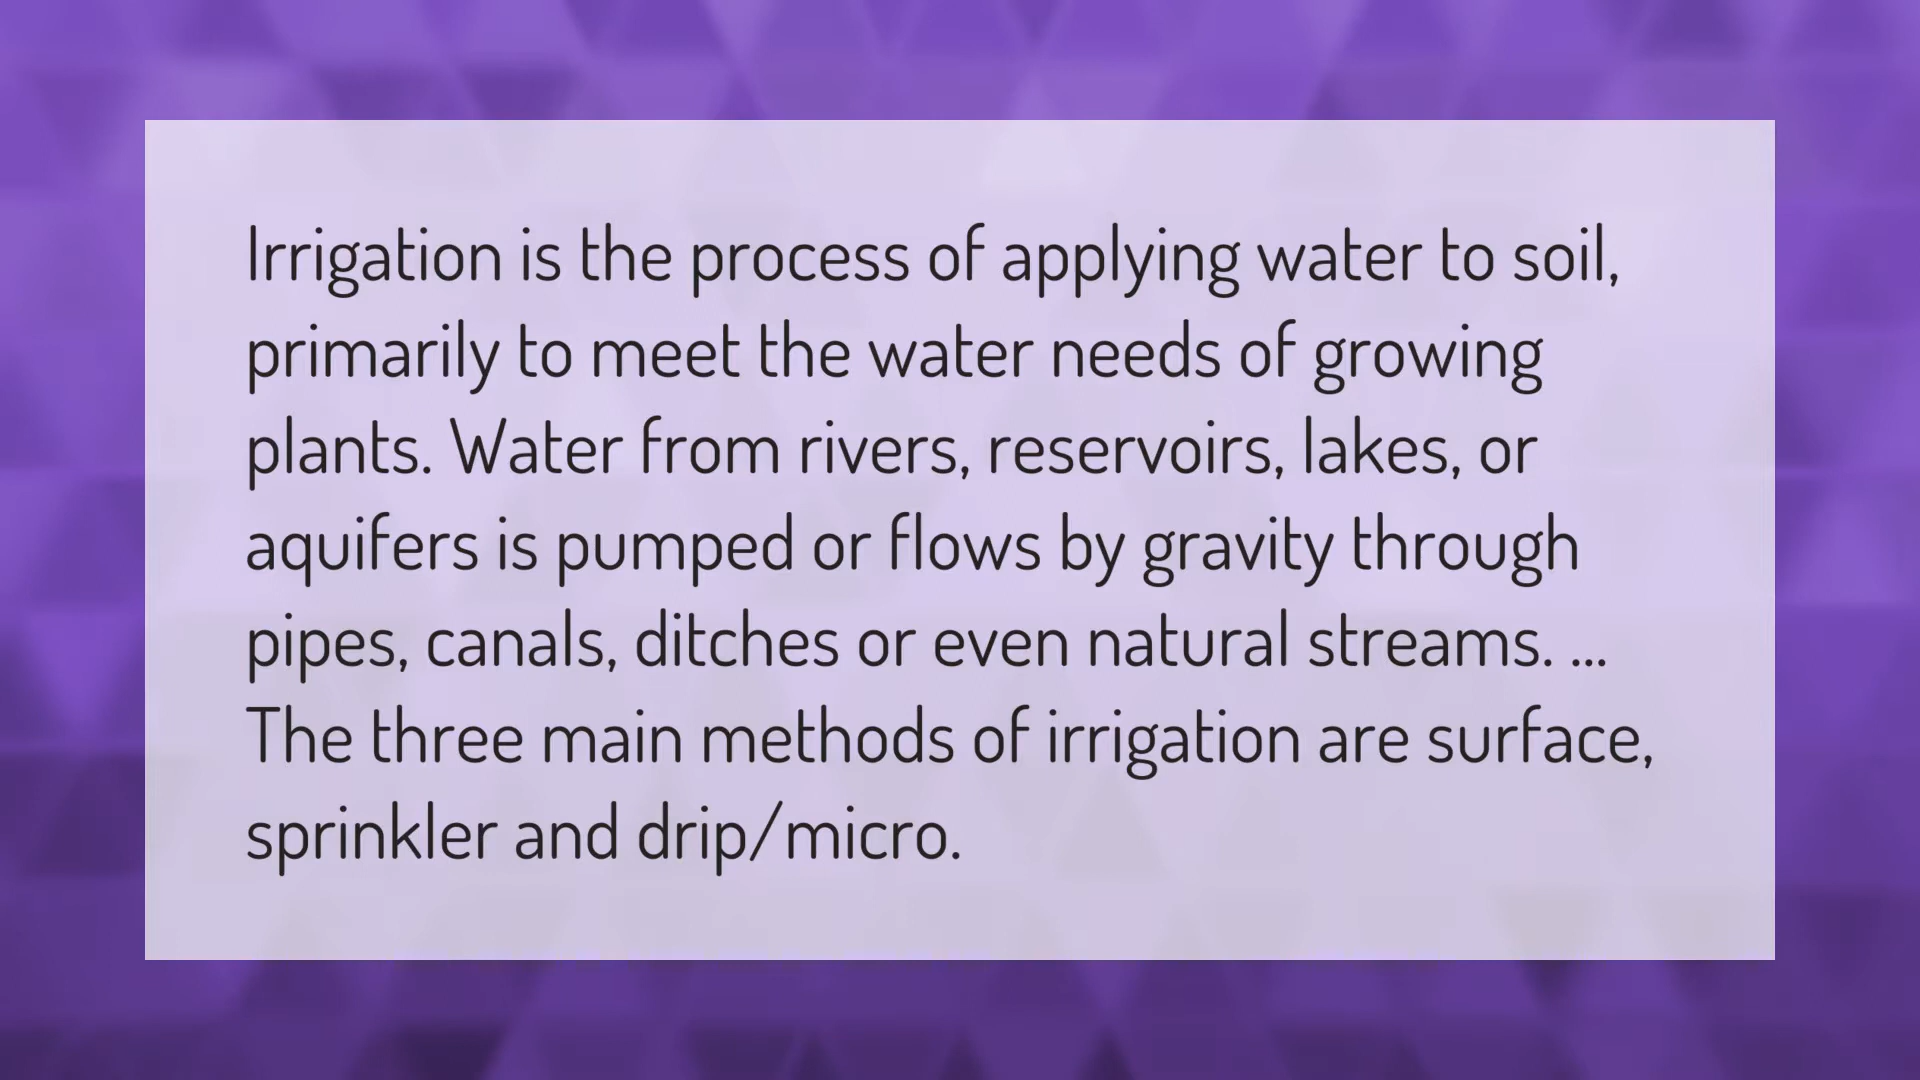 Irrigation is the process of applying water to soil,
primarily to meet the water needs of growing
plants. Water from rivers, reservoirs, lakes, or
aquifers is pumped or flows by gravity through
pipes, canals, ditches or even natural streams. ...
The three main methods of irrigation are surface,
sprinkler and drip/micro.